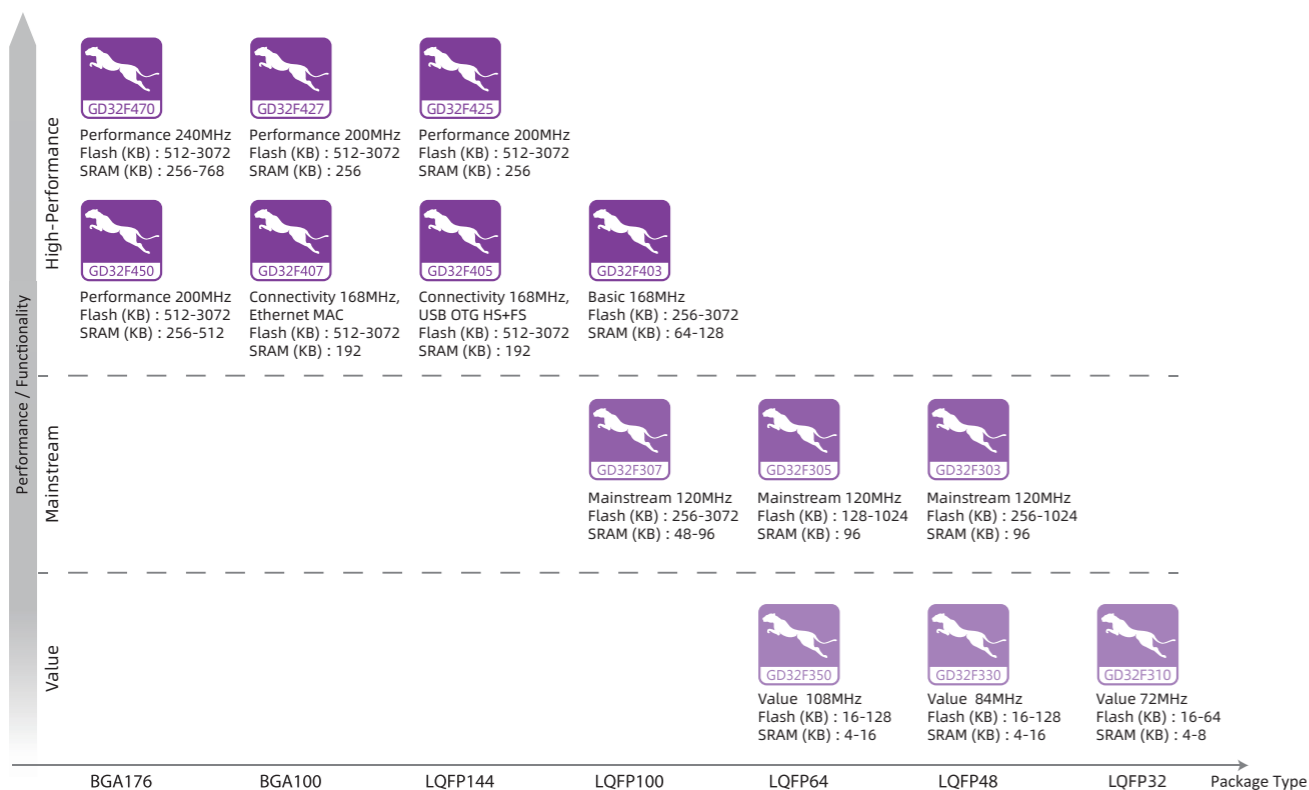 Performance / Functionality
High-Performance
GD32F470
Performance 240MHz
Flash (KB) : 512-3072
SRAM (KB) : 256-768
GD32F427
Performance 200MHz
Flash (KB) : 512-3072
SRAM (KB) : 256
GD32F425
Performance 200MHz
Flash (KB) : 512-3072
SRAM (KB) : 256
GD32F450
Performance 200MHz
Flash (KB) : 512-3072
SRAM (KB) : 256-512
GD32F407
Connectivity 168MHz,
Ethernet MAC
Flash (KB) : 512-3072
SRAM (KB) : 192
GD32F405
Connectivity 168MHz,
USB OTG HS+FS
Flash (KB) : 512-3072
SRAM (KB) : 192
GD32F403
Basic 168MHz
Flash (KB) : 256-3072
SRAM (KB) : 64-128
Mainstream
GD32F307
Mainstream 120MHz
Flash (KB) : 256-3072
SRAM (KB) : 48-96
GD32F305
Mainstream 120MHz
Flash (KB) : 128-1024
SRAM (KB) : 96
GD32F303
Mainstream 120MHz
Flash (KB) : 256-1024
SRAM (KB) : 96
Value
GD32F350
Value 108MHz
Flash (KB) : 16-128
SRAM (KB) : 4-16
GD32F330
Value 84MHz
Flash (KB) : 16-128
SRAM (KB) : 4-16
GD32F310
Value 72MHz
Flash (KB) : 16-64
SRAM (KB) : 4-8
BGA176
BGA100
LQFP144
LQFP100
LQFP64
LQFP48
LQFP32
Package Type